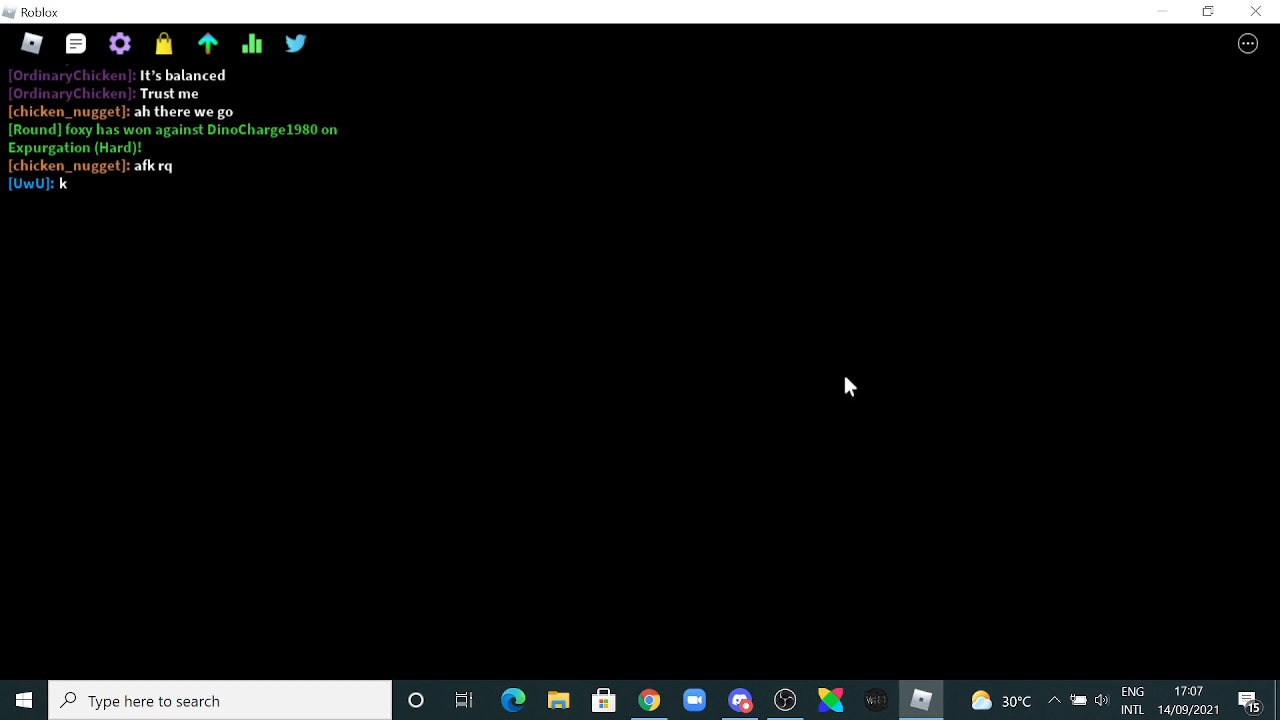 Roblox
[OrdinaryChicken]: It's balanced
[OrdinaryChicken]: Trust me
[chicken_nugget]: ah there we go
[Round] foxy has won against DinoCharge1980 on
Expurgation (Hard)!
[chicken_nugget]: afk rq
[UwU]: k
Type here to search
30°C
ENG
INTL
17:07
14/09/2021
15